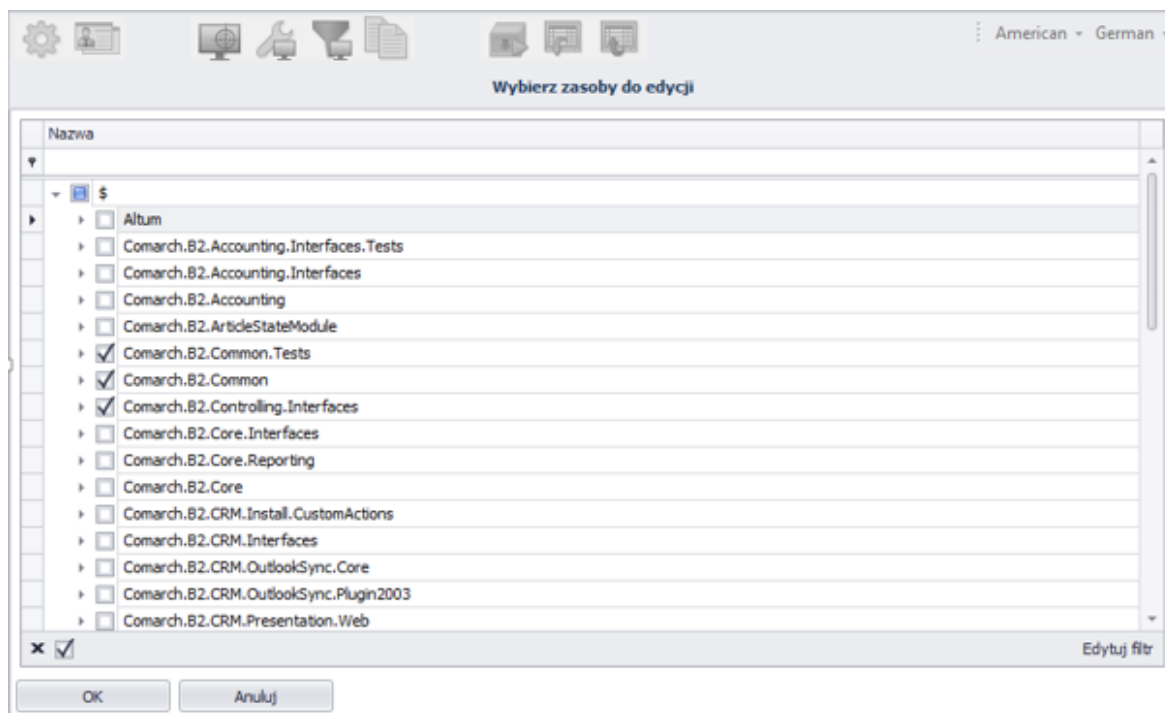 American German
Wybierz zasoby do edycji
Nazwa
$
Altum
Comarch.B2.Accounting.Interfaces.Tests
Comarch.B2.Accounting.Interfaces
Comarch.B2.Accounting
Comarch.B2.ArticleStateModule
Comarch.B2.Common.Tests
Comarch.B2.Common
Comarch.B2.Controlling.Interfaces
Comarch.B2.Core.Interfaces
Comarch.B2.Core.Reporting
Comarch.B2.Core
Comarch.B2.CRM.Install.CustomActions
Comarch.B2.CRM.Interfaces
Comarch.B2.CRM.OutlookSync.Core
Comarch.B2.CRM.OutlookSync.Plugin2003
Comarch.B2.CRM.Presentation.Web
Edytuj filtr
OK Anuluj